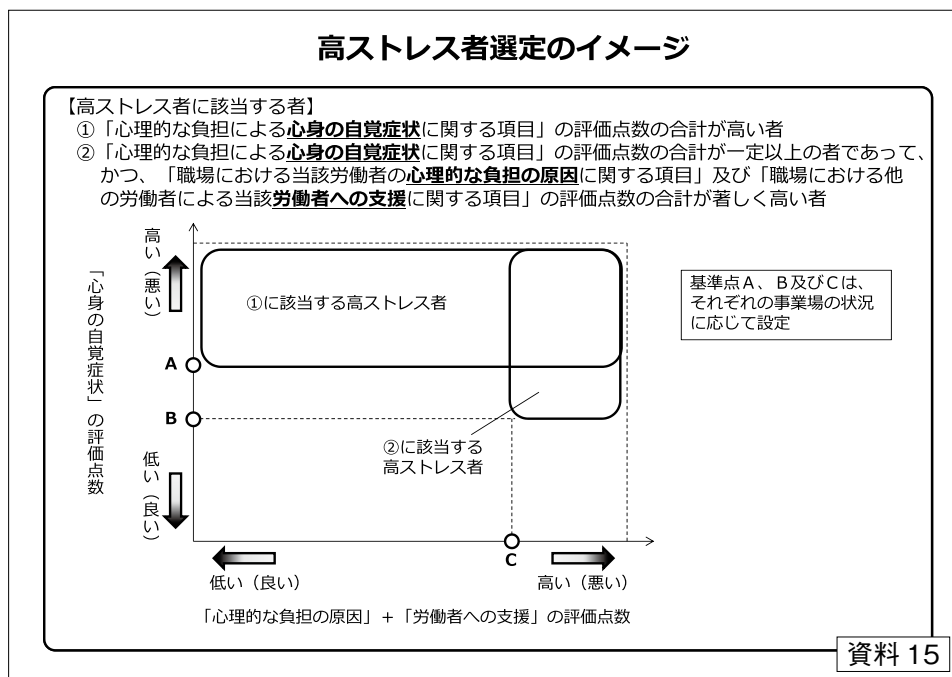 高ストレス者選定のイメージ
【高ストレス者に該当する者】
①「心理的な負担による心身の自覚症状に関する項目」の評価点数の合計が高い者
②「心理的な負担による心身の自覚症状に関する項目」の評価点数の合計が一定以上の者であって、
かつ、「職場における当該労働者の心理的な負担の原因に関する項目」及び「職場における他
の労働者による当該労働者への支援に関する項目」の評価点数の合計が著しく高い者
高い（悪い）
「心身の自覚症状」の評価点数
①に該当する高ストレス者
基準点A、B及びCは、
それぞれの事業場の状況
に応じて設定
A
B
②に該当する
高ストレス者
低い（良い）
C
低い（良い）
高い（悪い）
「心理的な負担の原因」+「労働者への支援」の評価点数
資料 15